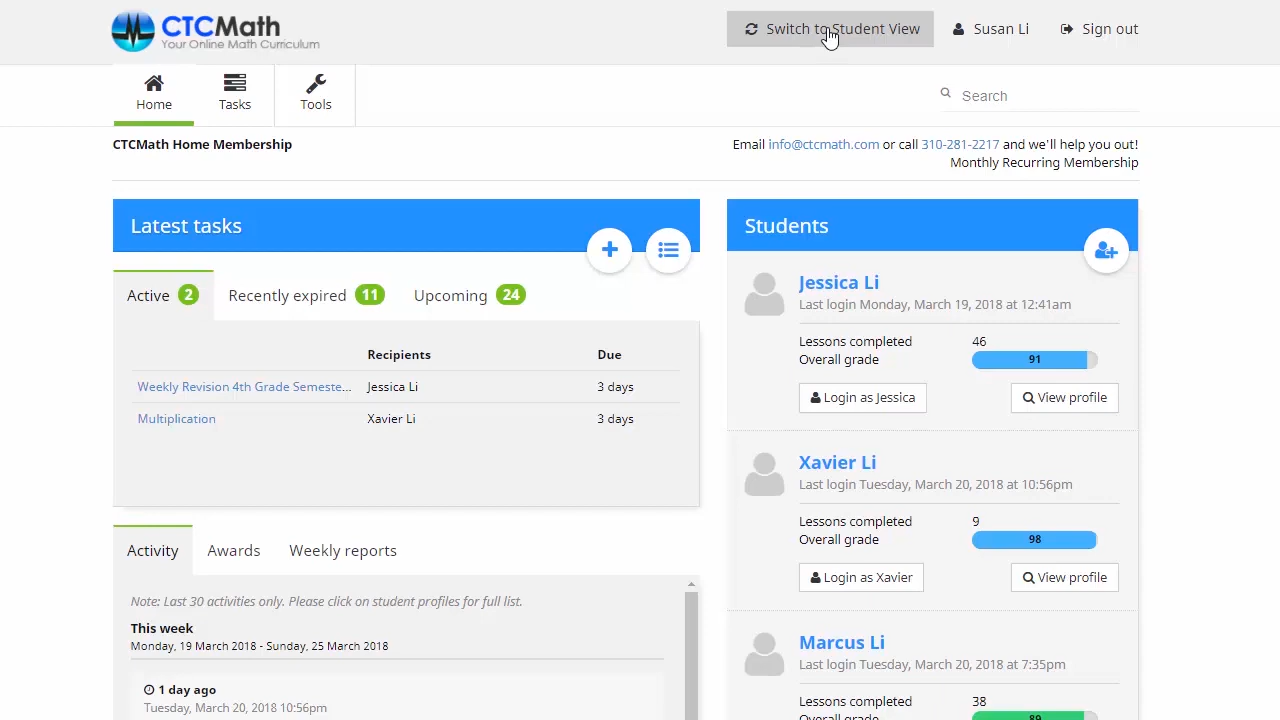 CTCMath
Your Online Math Curriculum
Switch to Student View
Susan Li
Sign out
Home
Tasks
Tools
Search
CTCMath Home Membership
Email info@ctcmath.com or call 310-281-2217 and we'll help you out!
Monthly Recurring Membership
Latest tasks
Active 2
Recently expired 11
Upcoming 24
Recipients
Due
Weekly Revision 4th Grade Semeste... Jessica Li 3 days
Multiplication Xavier Li 3 days
Activity
Awards
Weekly reports
Note: Last 30 activities only. Please click on student profiles for full list.
This week
Monday, 19 March 2018 - Sunday, 25 March 2018
1 day ago
Tuesday, March 20, 2018 10:56pm
Students
Jessica Li
Last login Monday, March 19, 2018 at 12:41am
Lessons completed 46
Overall grade 91
Login as Jessica
View profile
Xavier Li
Last login Tuesday, March 20, 2018 at 10:56pm
Lessons completed 9
Overall grade 98
Login as Xavier
View profile
Marcus Li
Last login Tuesday, March 20, 2018 at 7:35pm
Lessons completed 38
Overall grade 89